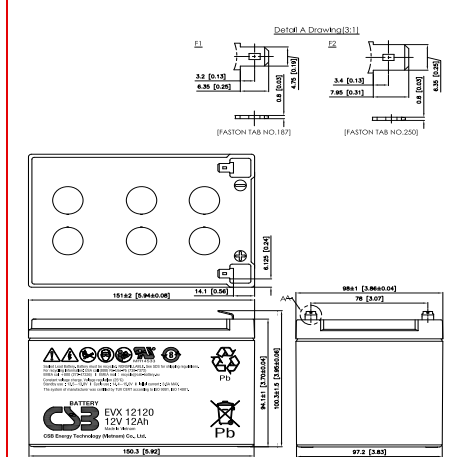 Detail A Drawing(3:1)
F1
F2
3.2 [0.13]
6.35 [0.25]
0.8 [0.03]
4.75 [0.19]
3.4 [0.13]
7.95 [0.31]
0.8 [0.03]
6.35 [0.25]
[FASTON TAB NO.187]
[FASTON TAB NO.250]
6.125 [0.24]
14.1 [0.56]
151±2 [5.94±0.08]
98±1 [3.86±0.04]
76 [3.07]
AA
94.1±1 [3.70±0.04]
100.3±1.5 [3.95±0.06]
Pb
BATTERY
CSB EVX 12120
12V 12Ah
Made in Vietnam
CSB Energy Technology (Vietnam) Co., Ltd.
Pb
150.3 [5.92]
97.2 [3.83]